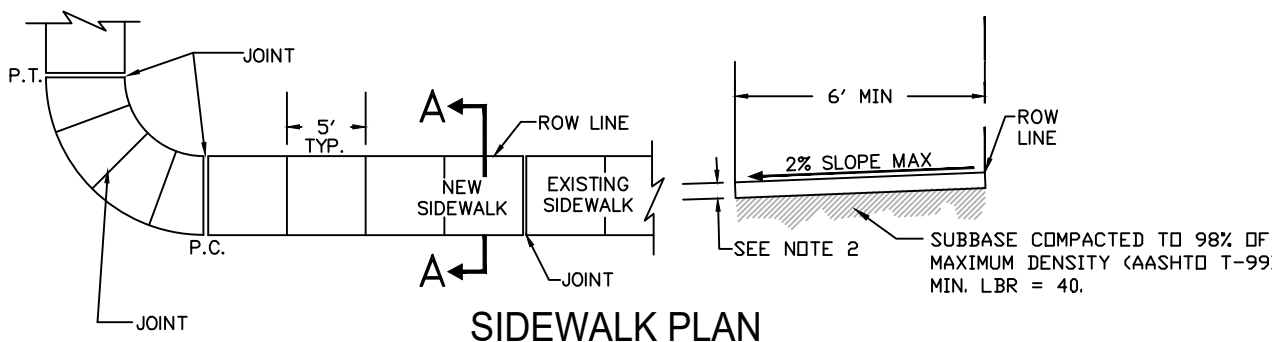 P.T.
JOINT
5'
TYP.
A
ROW LINE
NEW
SIDEWALK
EXISTING
SIDEWALK
P.C.
A
JOINT
JOINT
SIDEWALK PLAN
6' MIN
ROW
LINE
2% SLOPE MAX
SEE NOTE 2
SUBBASE COMPACTED TO 98% OF
MAXIMUM DENSITY (AASHTO T-99)
MIN. LBR = 40.